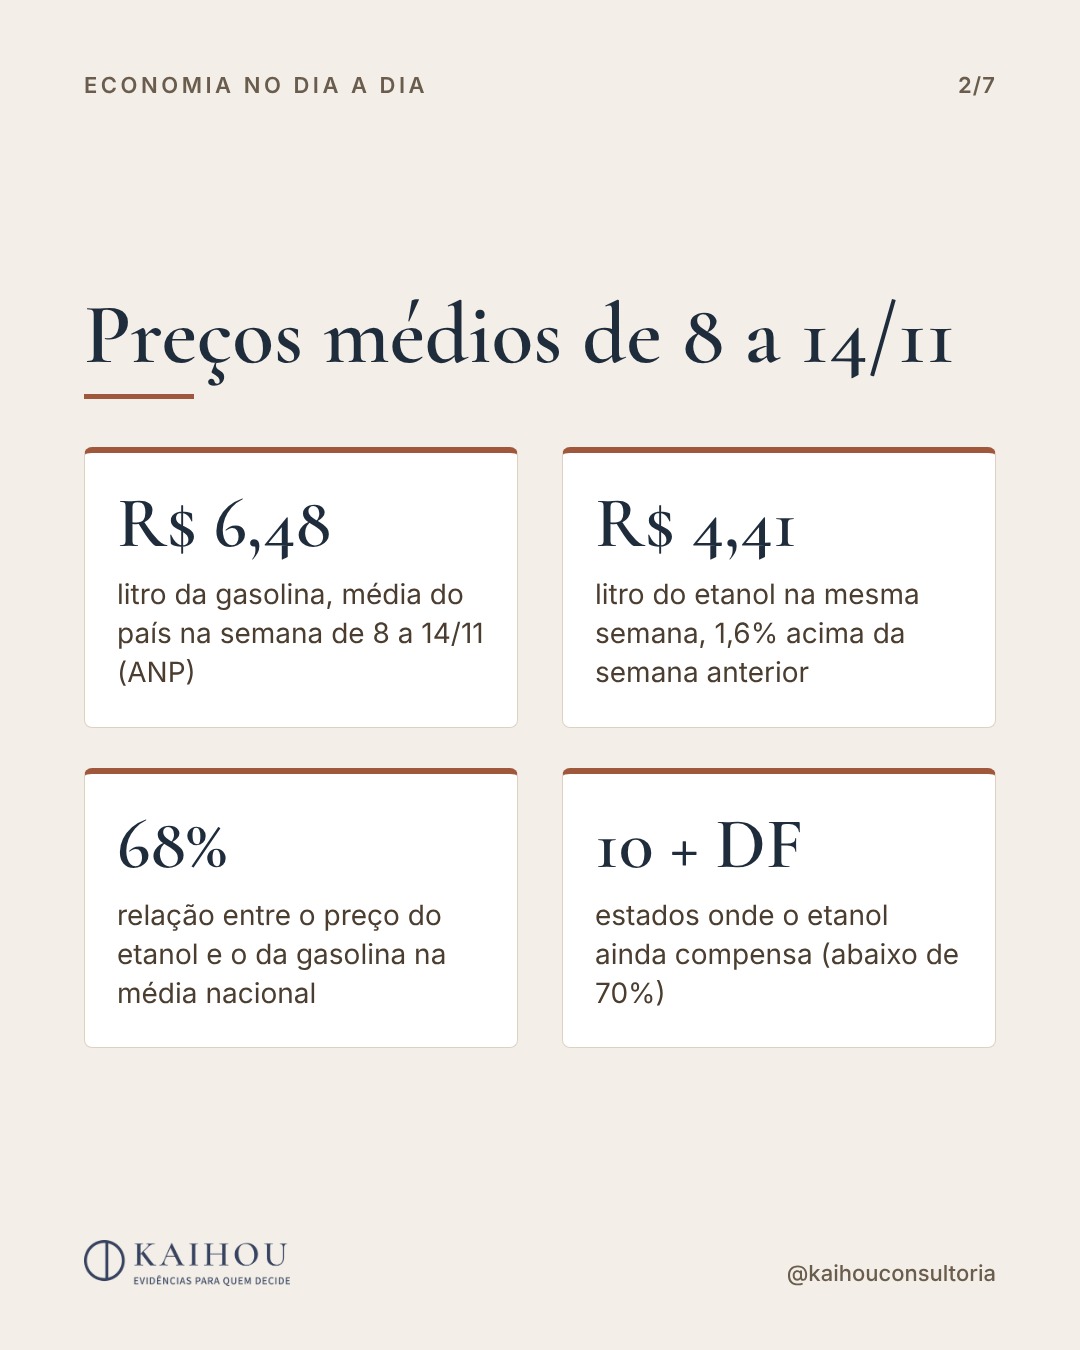 ECONOMIA NO DIA A DIA
2/7
Preços médios de 8 a 14/11
R$ 6,48
litro da gasolina, média do
país na semana de 8 a 14/11
(ANP)
R$ 4,41
litro do etanol na mesma
semana, 1,6% acima da
semana anterior
68%
relação entre o preço do
etanol e o da gasolina na
média nacional
10 + DF
estados onde o etanol
ainda compensa (abaixo de
70%)
KAIHOU
EVIDÊNCIAS PARA QUEM DECIDE
@kaihouconsultoria